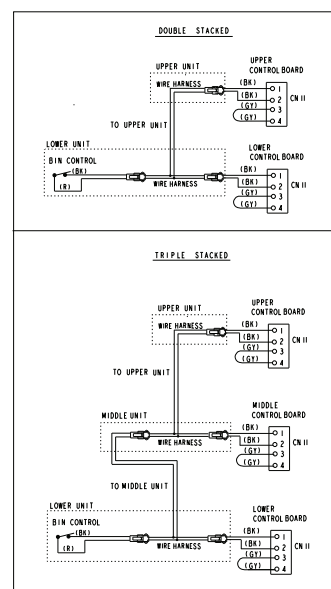 DOUBLE STACKED
UPPER UNIT
WIRE HARNESS
UPPER
CONTROL BOARD
(BK)
(BK)
(GY)
(GY)
1
2
3
4
CN II
TO UPPER UNIT
LOWER UNIT
BIN CONTROL
(BK)
(R)
WIRE HARNESS
LOWER
CONTROL BOARD
(BK)
(BK)
(GY)
(GY)
1
2
3
4
CN II
TRIPLE STACKED
UPPER UNIT
WIRE HARNESS
UPPER
CONTROL BOARD
(BK)
(BK)
(GY)
(GY)
1
2
3
4
CN II
TO UPPER UNIT
MIDDLE UNIT
WIRE HARNESS
MIDDLE
CONTROL BOARD
(BK)
(BK)
(GY)
(GY)
1
2
3
4
CN II
TO MIDDLE UNIT
LOWER UNIT
BIN CONTROL
(BK)
(R)
WIRE HARNESS
LOWER
CONTROL BOARD
(BK)
(BK)
(GY)
(GY)
1
2
3
4
CN II